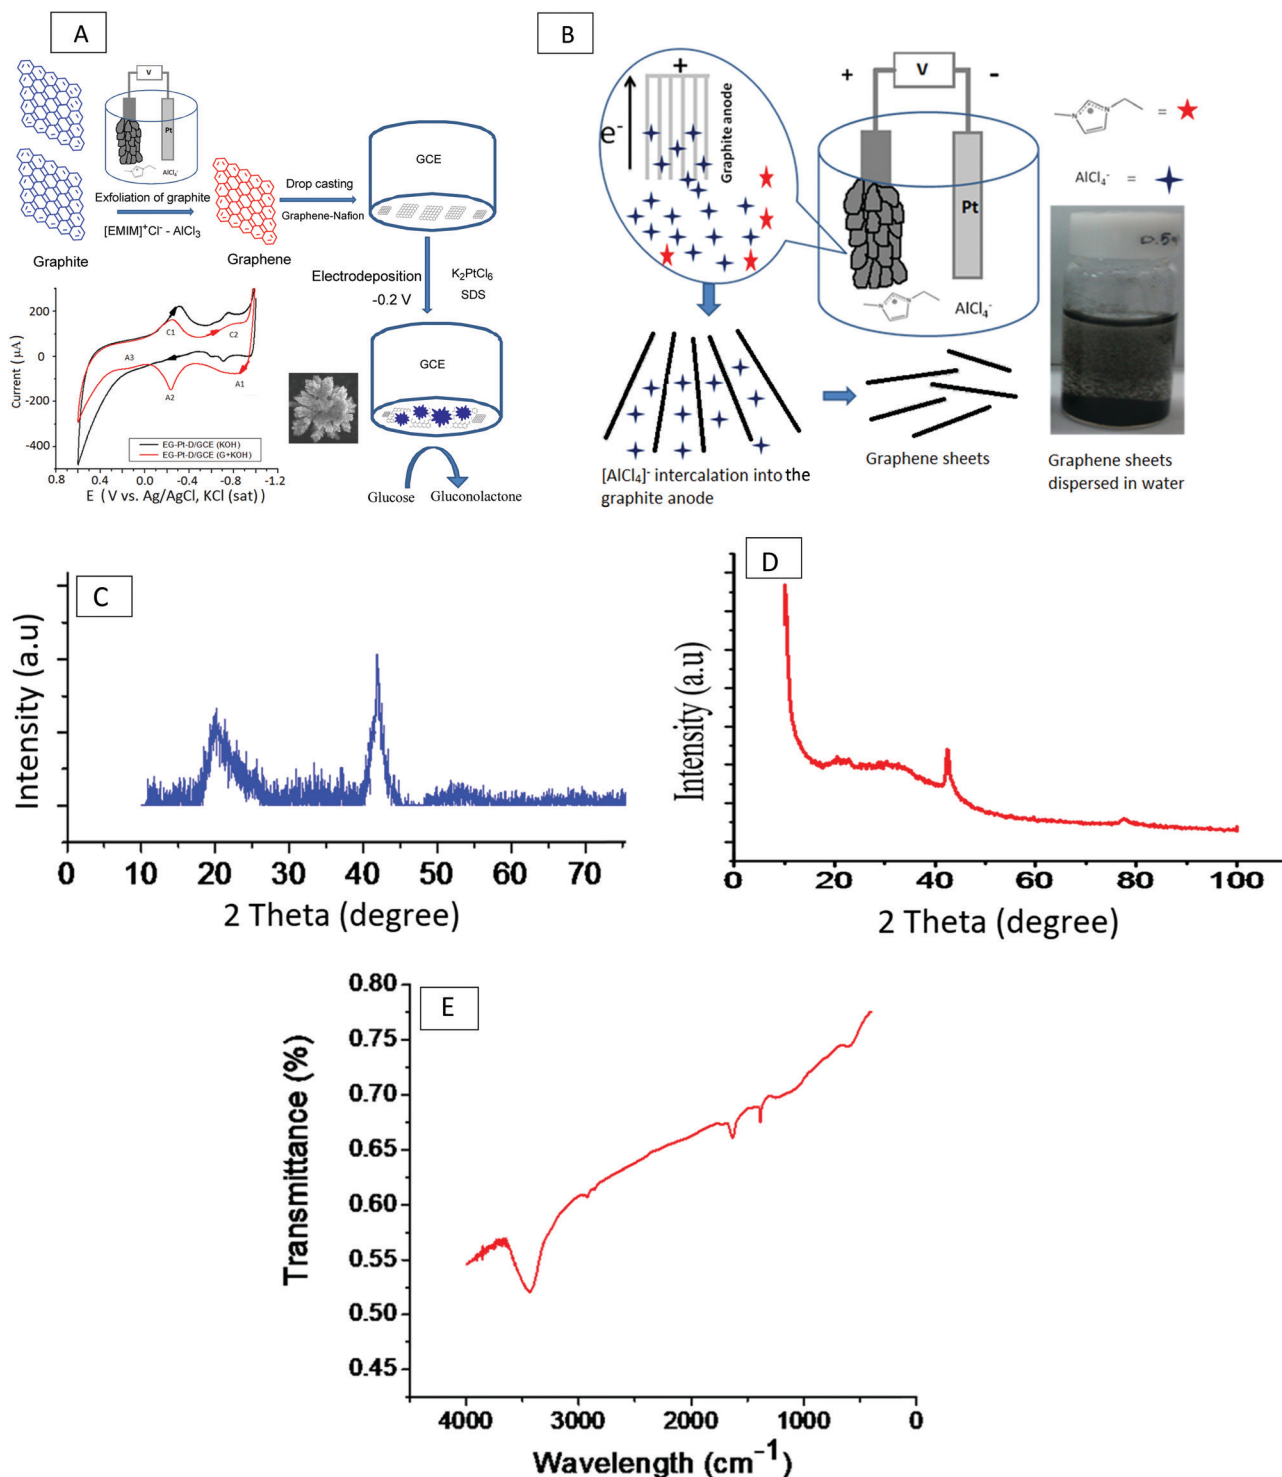 A
V
Pt
AlCl₄⁻
Exfoliation of graphite
[EMIM]⁺Cl⁻ - AlCl₃
Graphite
Graphene
Drop casting
Graphene-Nafion
GCE
Electrodeposition
-0.2 V
K₂PtCl₆
SDS
GCE
Glucose
Gluconolactone
200
0
-200
-400
Current (µA)
C1
C2
A3
A2
A1
EG-Pt-D/GCE (KOH)
EG-Pt-D/GCE (G+KOH)
0.8 0.4 0.0 -0.4 -0.8 -1.2
E ( V vs. Ag/AgCl, KCl (sat) )
B
+
e⁻
Graphite anode
+
V
-
Pt
AlCl₄⁻
=
AlCl₄⁻ =
[AlCl₄]⁻ intercalation into the
graphite anode
Graphene sheets
Graphene sheets
dispersed in water
C
Intensity (a.u)
0 10 20 30 40 50 60 70
2 Theta (degree)
D
Intensity (a.u)
0 20 40 60 80 100
2 Theta (degree)
E
0.80
0.75
0.70
0.65
0.60
0.55
0.50
0.45
Transmittance (%)
4000 3000 2000 1000 0
Wavelength (cm⁻¹)